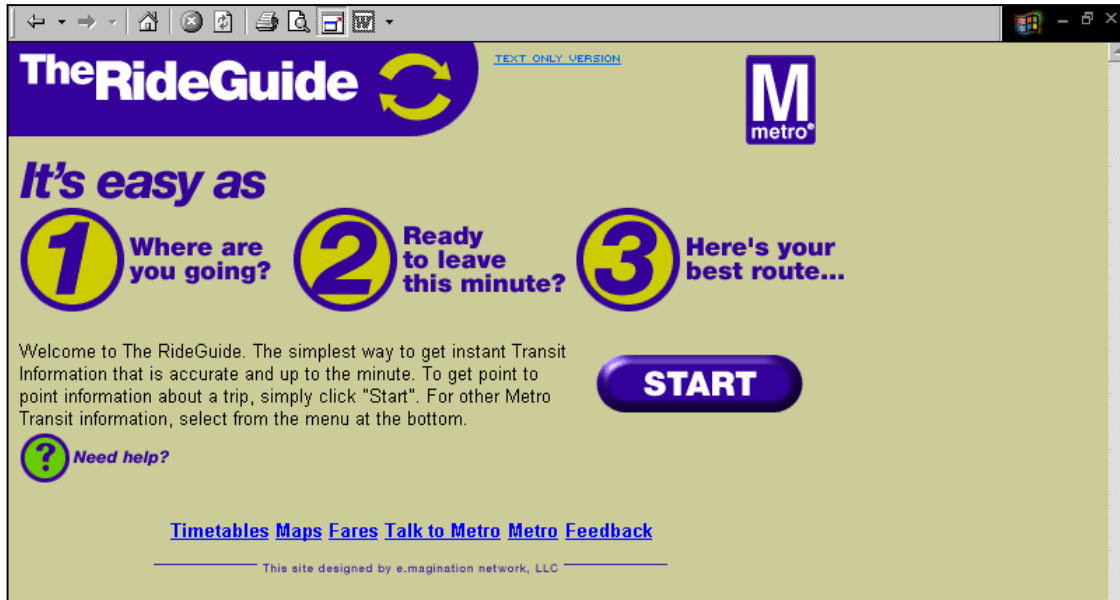 TheRideGuide
TEXT ONLY VERSION
M
metro®
It's easy as
1
Where are
you going?
2
Ready
to leave
this minute?
3
Here's your
best route...
Welcome to The RideGuide. The simplest way to get instant Transit
Information that is accurate and up to the minute. To get point to
point information about a trip, simply click "Start". For other Metro
Transit information, select from the menu at the bottom.
START
? Need help?
Timetables Maps Fares Talk to Metro Metro Feedback
This site designed by e.magination network, LLC